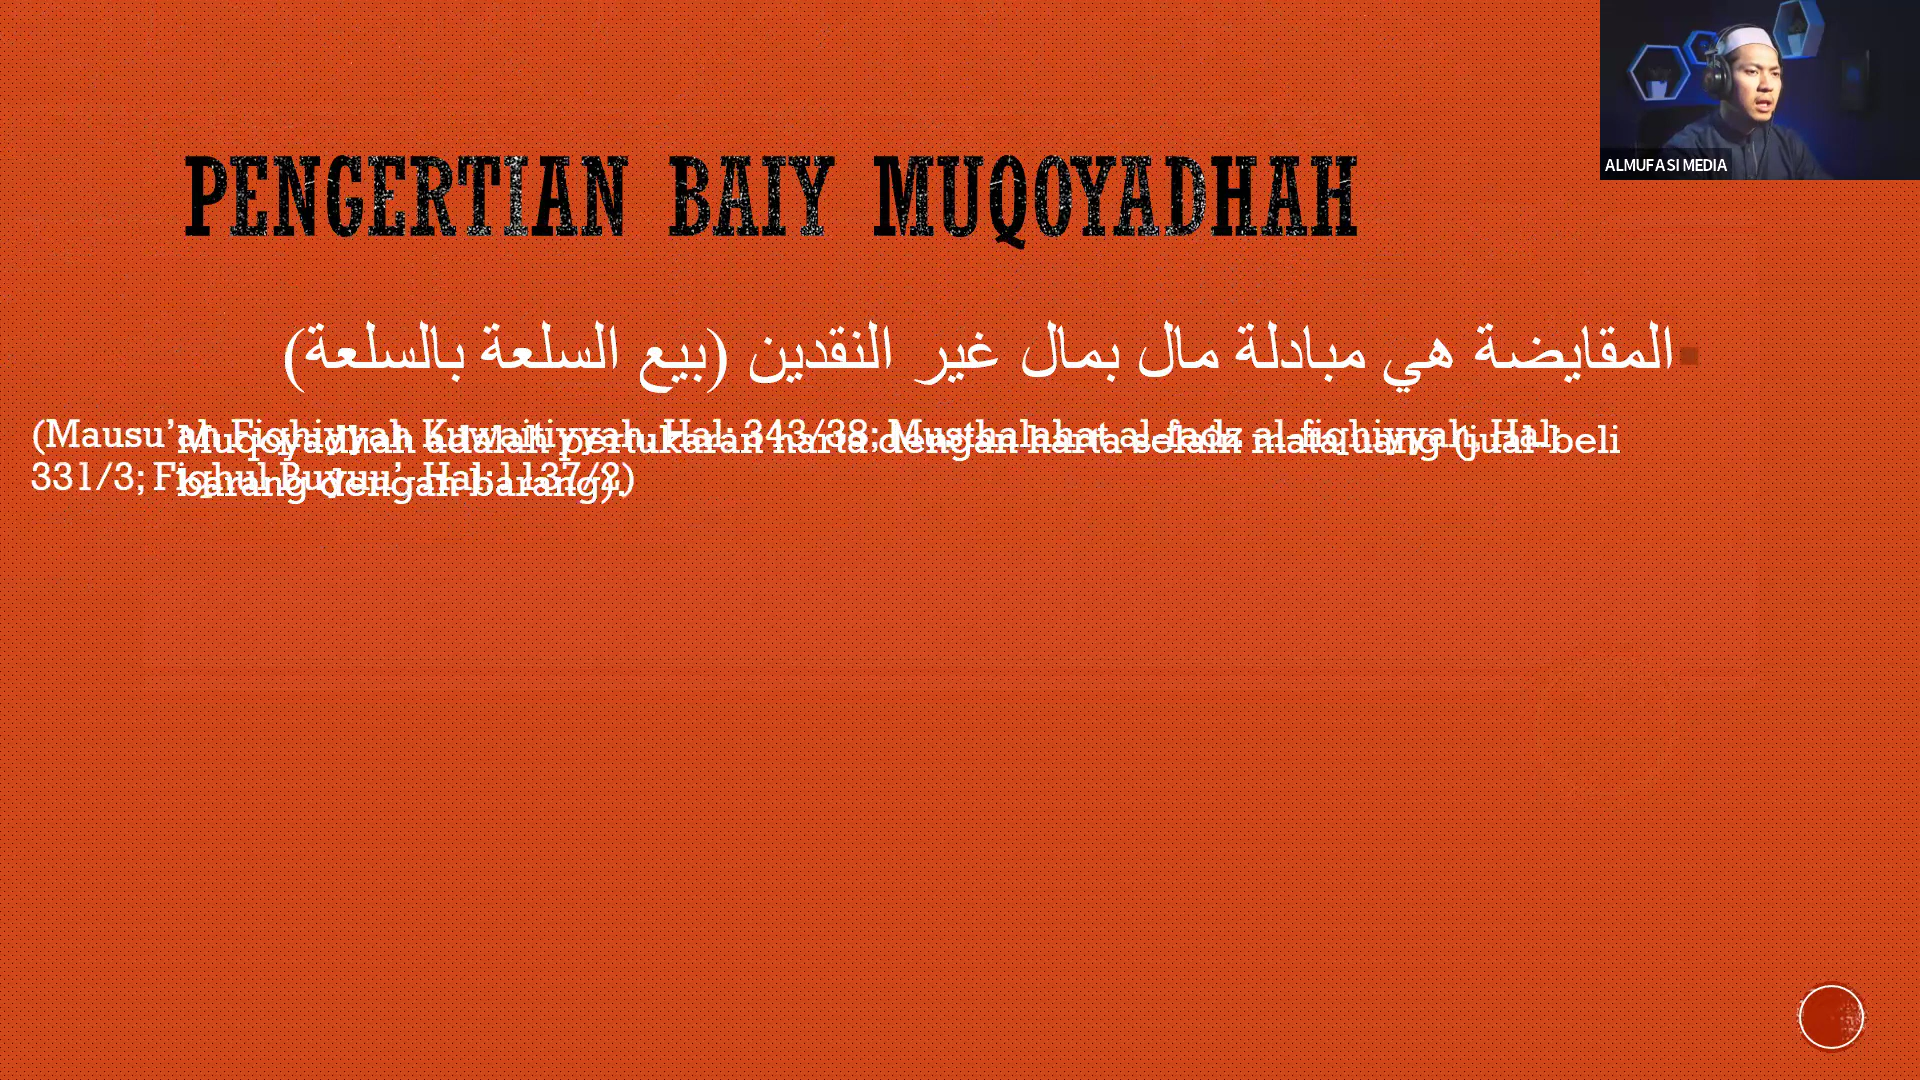 ALMUFASI MEDIA
PENGERTIAN BAIY MUQOYADHAH
المقايضة هي مبادلة مال بمال غير النقدين (بيع السلعة بالسلعة)
(Mausu’ah Fiqhiyyah Kuwaitiyyah, Hal: 343/38; Musthalahat al-fadz al-fiqhiyyah, Hal:
331/3; Fiqhul Buyuu’, Hal: 1137/2)
Muqoyadhah adalah pertukaran harta dengan harta selain mata uang (jual-beli
barang dengan barang).